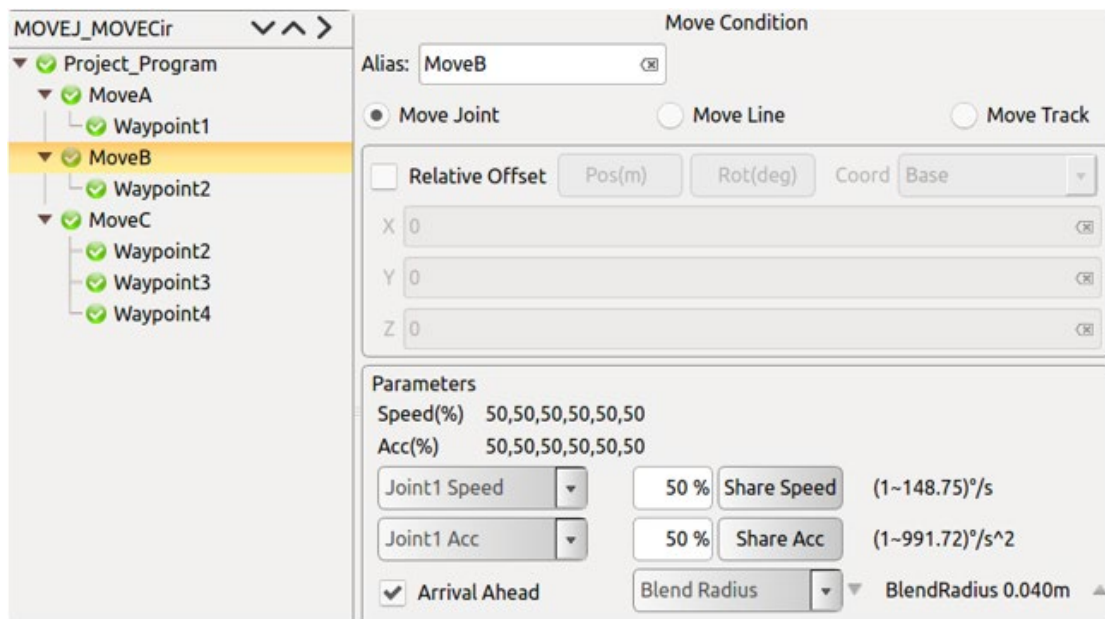 MOVEJ_MOVECir
Project_Program
MoveA
Waypoint1
MoveB
Waypoint2
MoveC
Waypoint2
Waypoint3
Waypoint4
Move Condition
Alias: MoveB
Move Joint Move Line Move Track
Relative Offset Pos(m) Rot(deg) Coord Base
X 0
Y 0
Z 0
Parameters
Speed(%) 50,50,50,50,50,50
Acc(%) 50,50,50,50,50,50
Joint1 Speed 50 % Share Speed (1~148.75)°/s
Joint1 Acc 50 % Share Acc (1~991.72)°/s^2
Arrival Ahead Blend Radius BlendRadius 0.040m